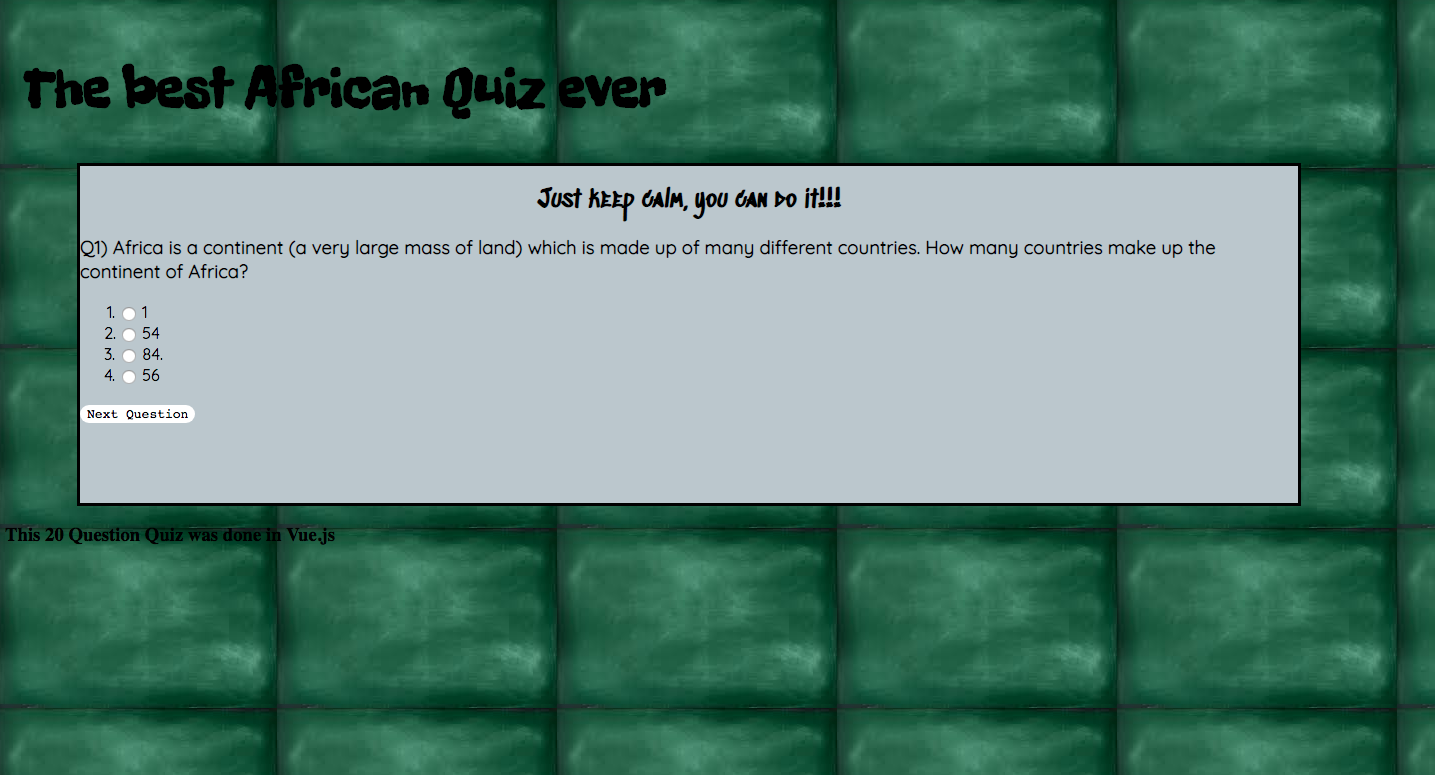 The best African Quiz ever
Just keep calm, you can do it!!!
Q1) Africa is a continent (a very large mass of land) which is made up of many different countries. How many countries make up the
continent of Africa?
1. 1
2. 54
3. 84.
4. 56
Next Question
This 20 Question Quiz was done in Vue.js